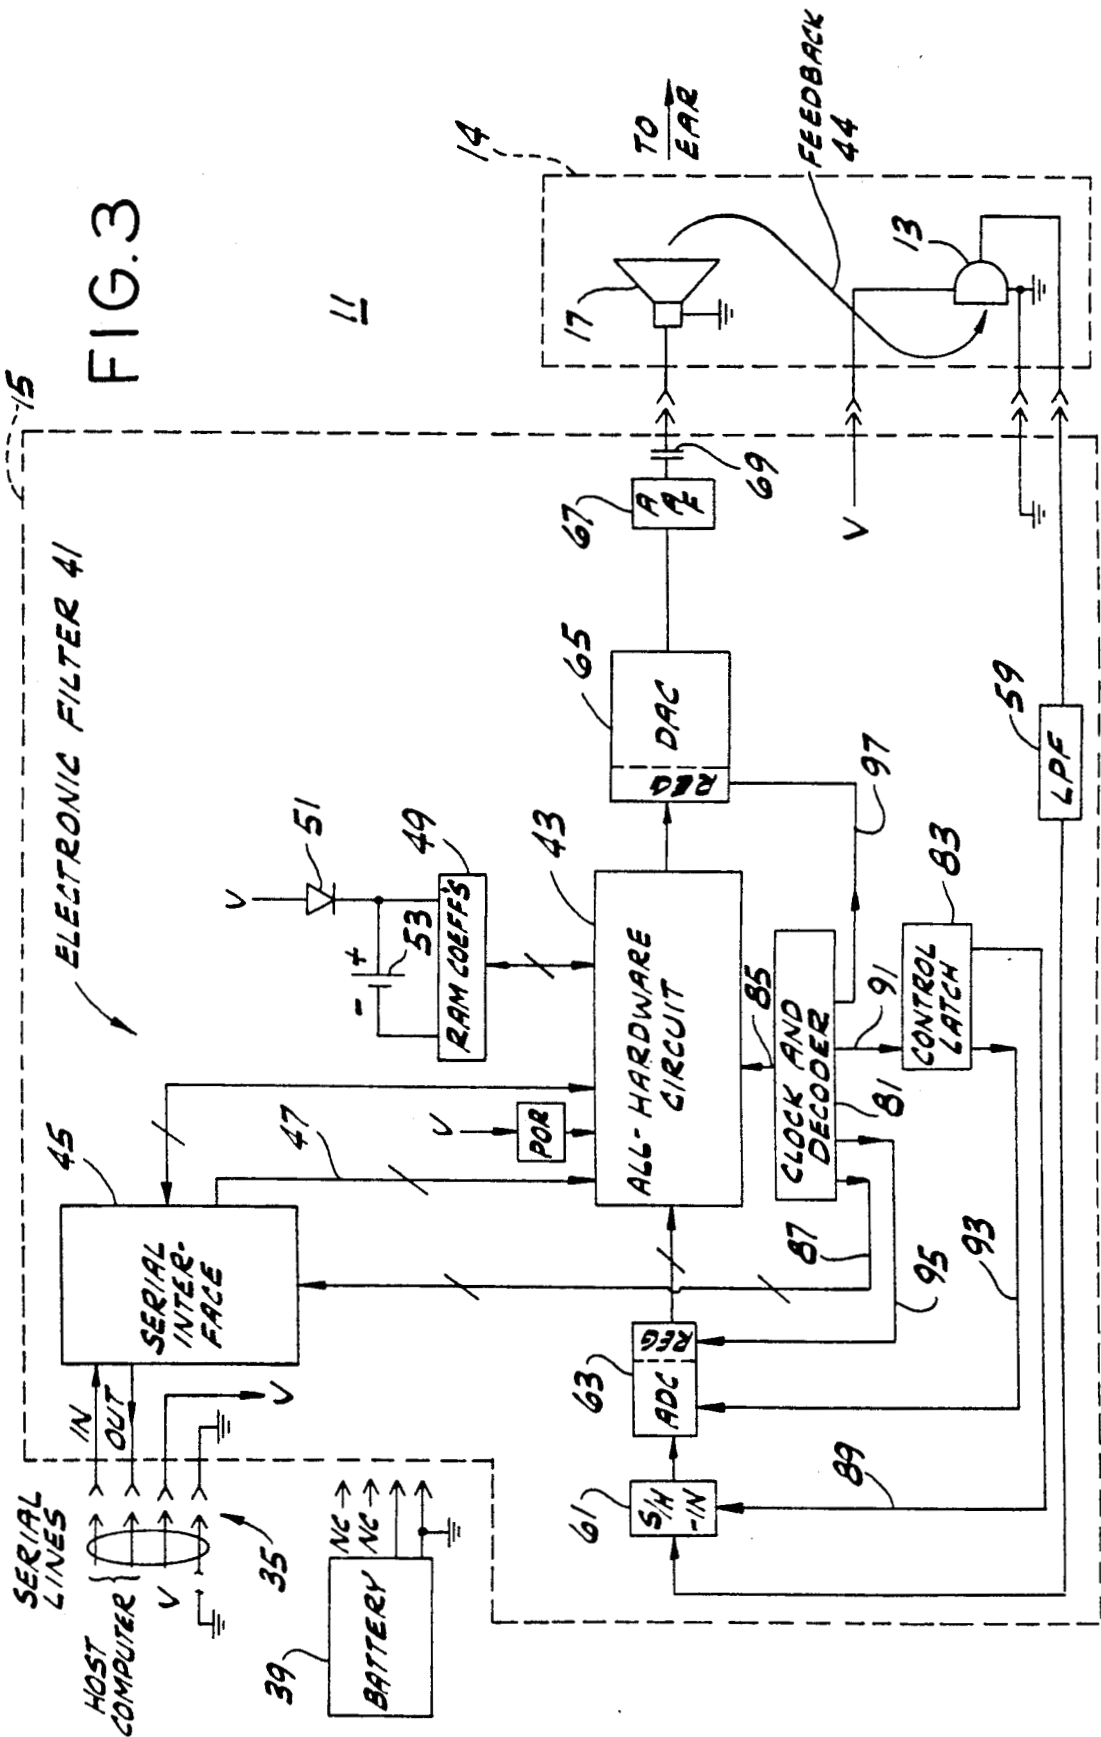 FIG.3
11
15
ELECTRONIC FILTER 41
SERIAL
LINES
HOST
COMPUTER
V
35
IN
OUT
V
45
SERIAL
INTER-
FACE
47
39
BATTERY
NC
NC
V
POR
V
51
+
-
53
49
RAM COEFF'S
43
ALL-HARDWARE
CIRCUIT
61
S/H
-IN
63
ADC
REG
65
REG
DAC
67
A
A
F
69
17
14
TO
EAR
FEEDBACK
44
13
V
85
CLOCK AND
DECODER
81
87
91
95
97
83
CONTROL
LATCH
93
89
59
LPF